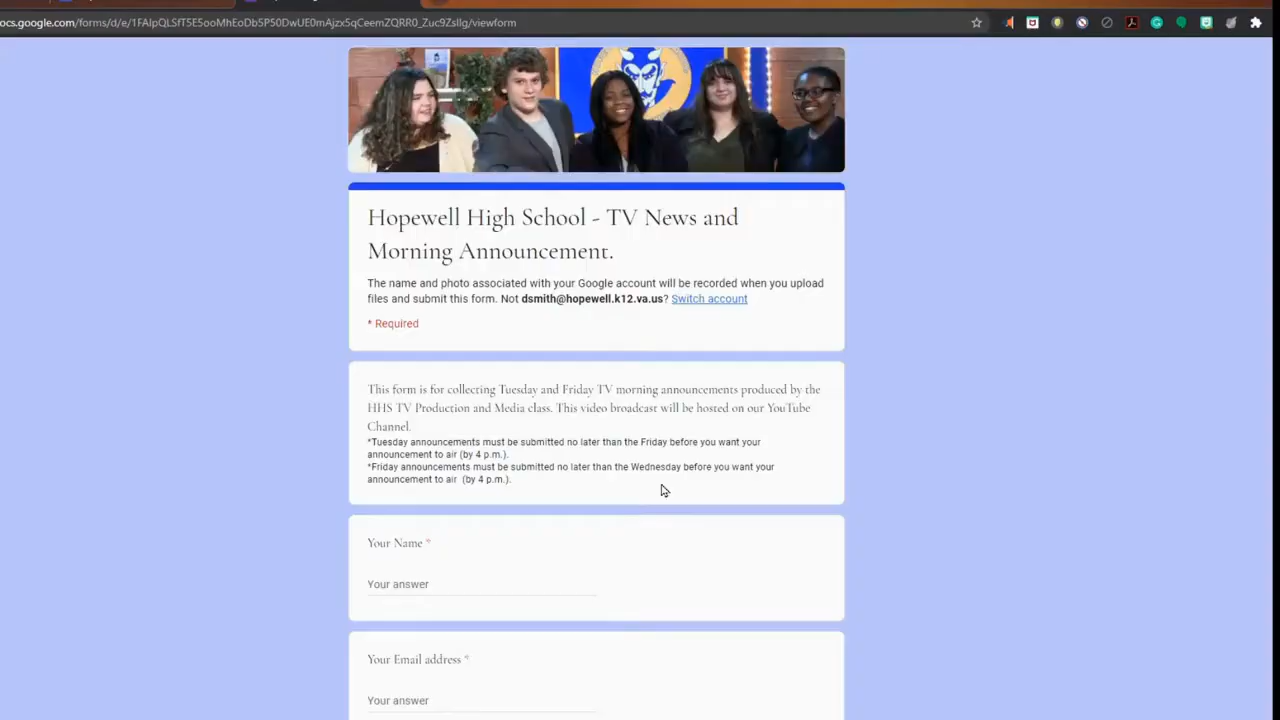 ocs.google.com/forms/d/e/1FAIpQLSfT5E5ooMhEoDb5P50DwUE0mAjzx5qCeemZQRR0_Zuc9ZsIlg/viewform
Hopewell High School - TV News and
Morning Announcement.
The name and photo associated with your Google account will be recorded when you upload
files and submit this form. Not dsmith@hopewell.k12.va.us? Switch account
* Required
This form is for collecting Tuesday and Friday TV morning announcements produced by the
HHS TV Production and Media class. This video broadcast will be hosted on our YouTube
Channel.
*Tuesday announcements must be submitted no later than the Friday before you want your
announcement to air (by 4 p.m.).
*Friday announcements must be submitted no later than the Wednesday before you want your
announcement to air (by 4 p.m.).
Your Name *
Your answer
Your Email address *
Your answer